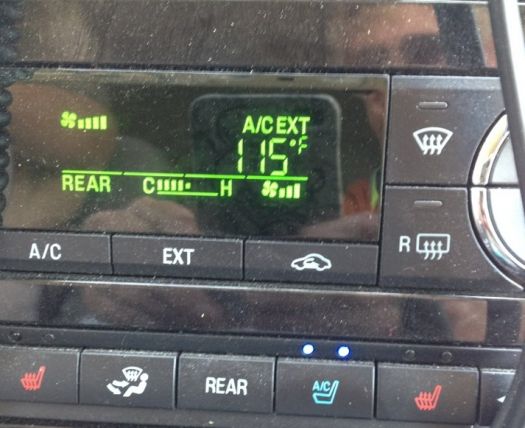 A/C EXT
115°F
REAR C H
A/C EXT
R
REAR A/C